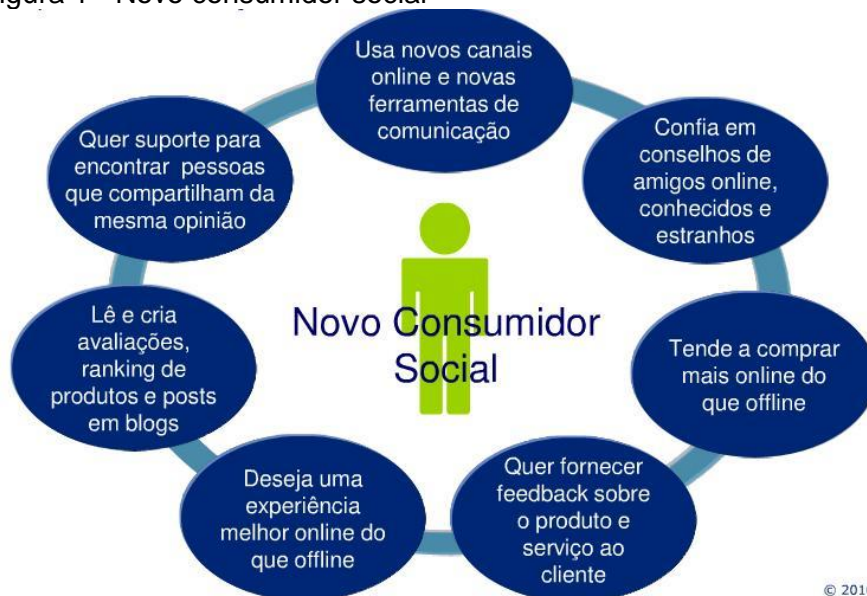 Novo consumidor social
Usa novos canais
online e novas
ferramentas de
comunicação
Confia em
conselhos de
amigos online,
conhecidos e
estranhos
Tende a comprar
mais online do
que offline
Quer fornecer
feedback sobre
o produto e
serviço ao
cliente
Deseja uma
experiência
melhor online do
que offline
Lê e cria
avaliações,
ranking de
produtos e posts
em blogs
Quer suporte para
encontrar pessoas
que compartilham da
mesma opinião
Novo Consumidor
Social